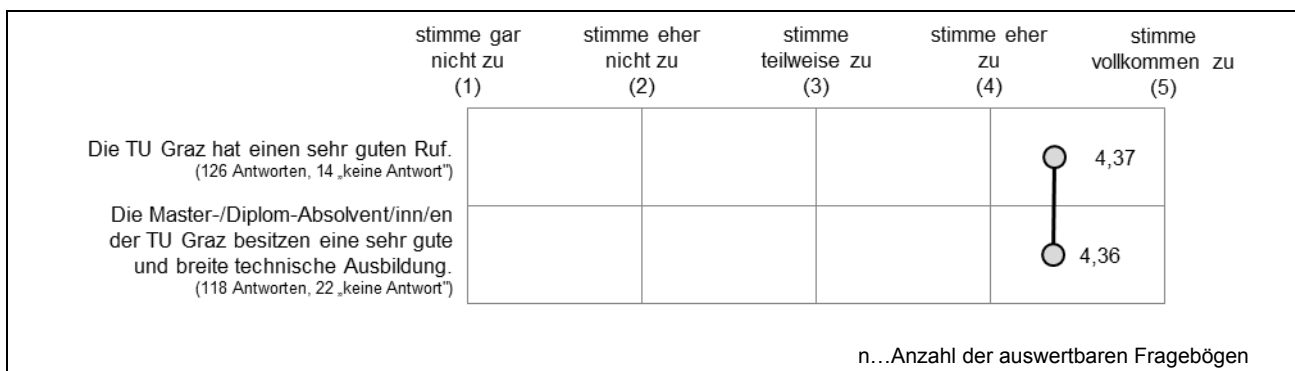 stimme gar nicht zu (1)
stimme eher nicht zu (2)
stimme teilweise zu (3)
stimme eher zu (4)
stimme vollkommen zu (5)
Die TU Graz hat einen sehr guten Ruf.
(126 Antworten, 14 „keine Antwort")
4,37
Die Master-/Diplom-Absolvent/inn/en
der TU Graz besitzen eine sehr gute
und breite technische Ausbildung.
(118 Antworten, 22 „keine Antwort")
4,36
n…Anzahl der auswertbaren Fragebögen